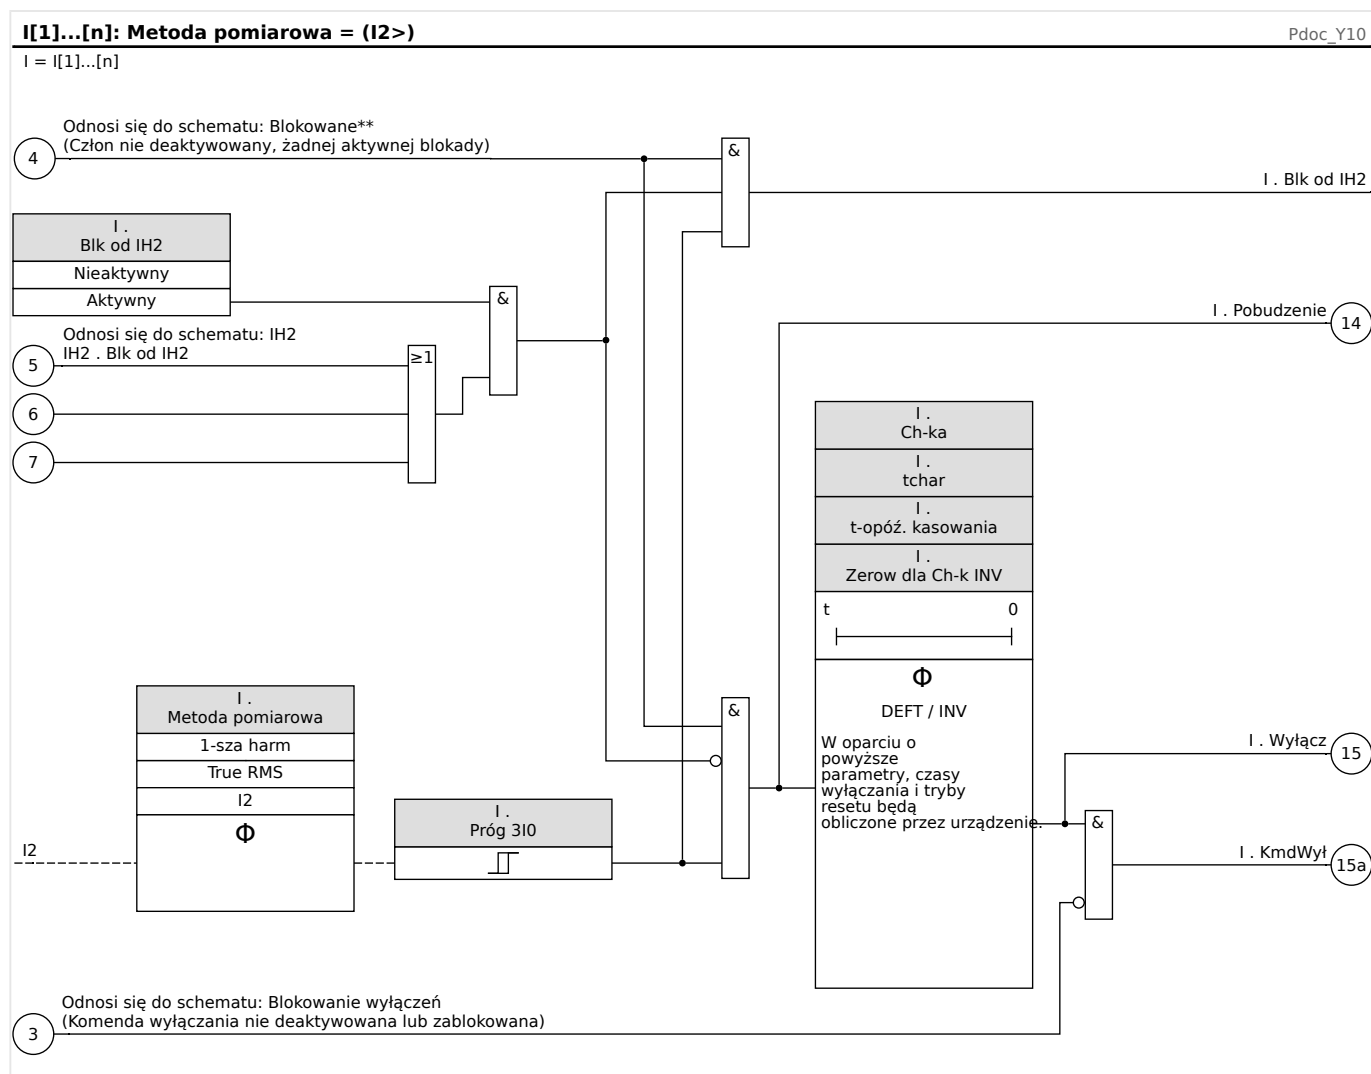 I[1]...[n]: Metoda pomiarowa = (I2>)
Pdoc_Y10
I = I[1]...[n]
Odnosi się do schematu: Blokowane**
(Człon nie deaktywowany, żadnej aktywnej blokady)
4
&
I . Blk od IH2
I .
Blk od IH2
Nieaktywny
Aktywny
&
I . Pobudzenie
14
Odnosi się do schematu: IH2
IH2 . Blk od IH2
5
≥1
6
7
I .
Ch-ka
I .
tchar
I .
t-opóź. kasowania
I .
Zerow dla Ch-k INV
t
0
Φ
DEFT / INV
W oparciu o
powyższe
parametry, czasy
wyłączania i tryby
resetu będą
obliczone przez urządzenie.
I .
Metoda pomiarowa
1-sza harm
True RMS
I2
Φ
&
I . Wyłącz
15
I .
Próg 3I0
I2
&
I . KmdWył
15a
Odnosi się do schematu: Blokowanie wyłączeń
(Komenda wyłączania nie deaktywowana lub zablokowana)
3